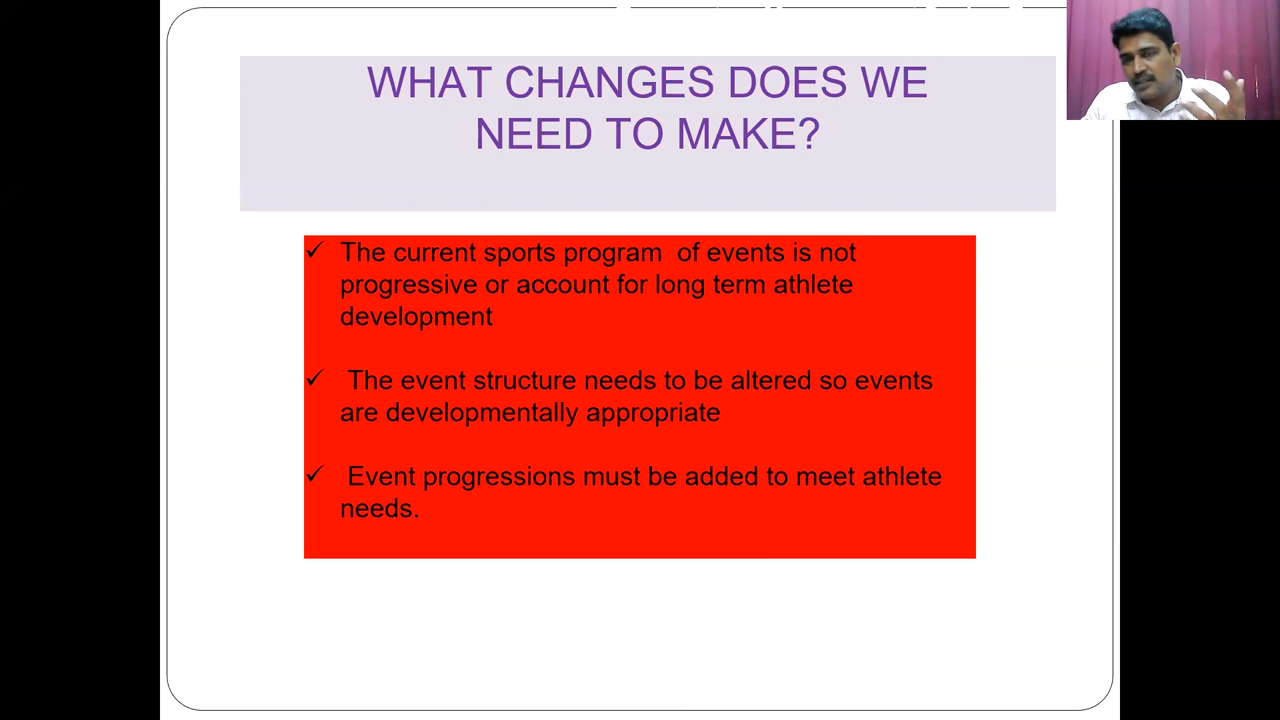 WHAT CHANGES DOES WE
NEED TO MAKE?
✓ The current sports program  of events is not
progressive or account for long term athlete
development
✓ The event structure needs to be altered so events
are developmentally appropriate
✓ Event progressions must be added to meet athlete
needs.